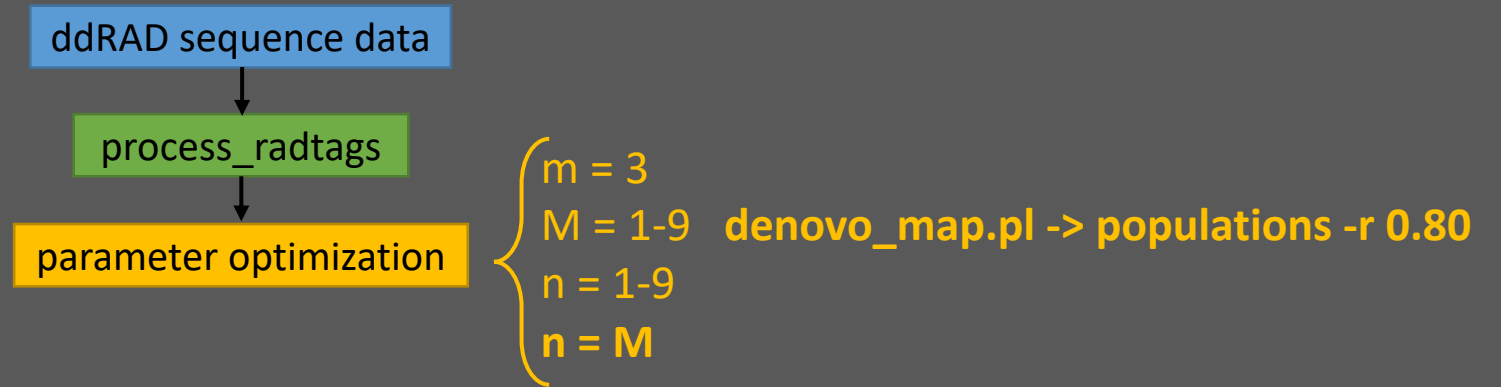 ddRAD sequence data
process_radtags
parameter optimization
m = 3
M = 1-9 denovo_map.pl -> populations -r 0.80
n = 1-9
n = M